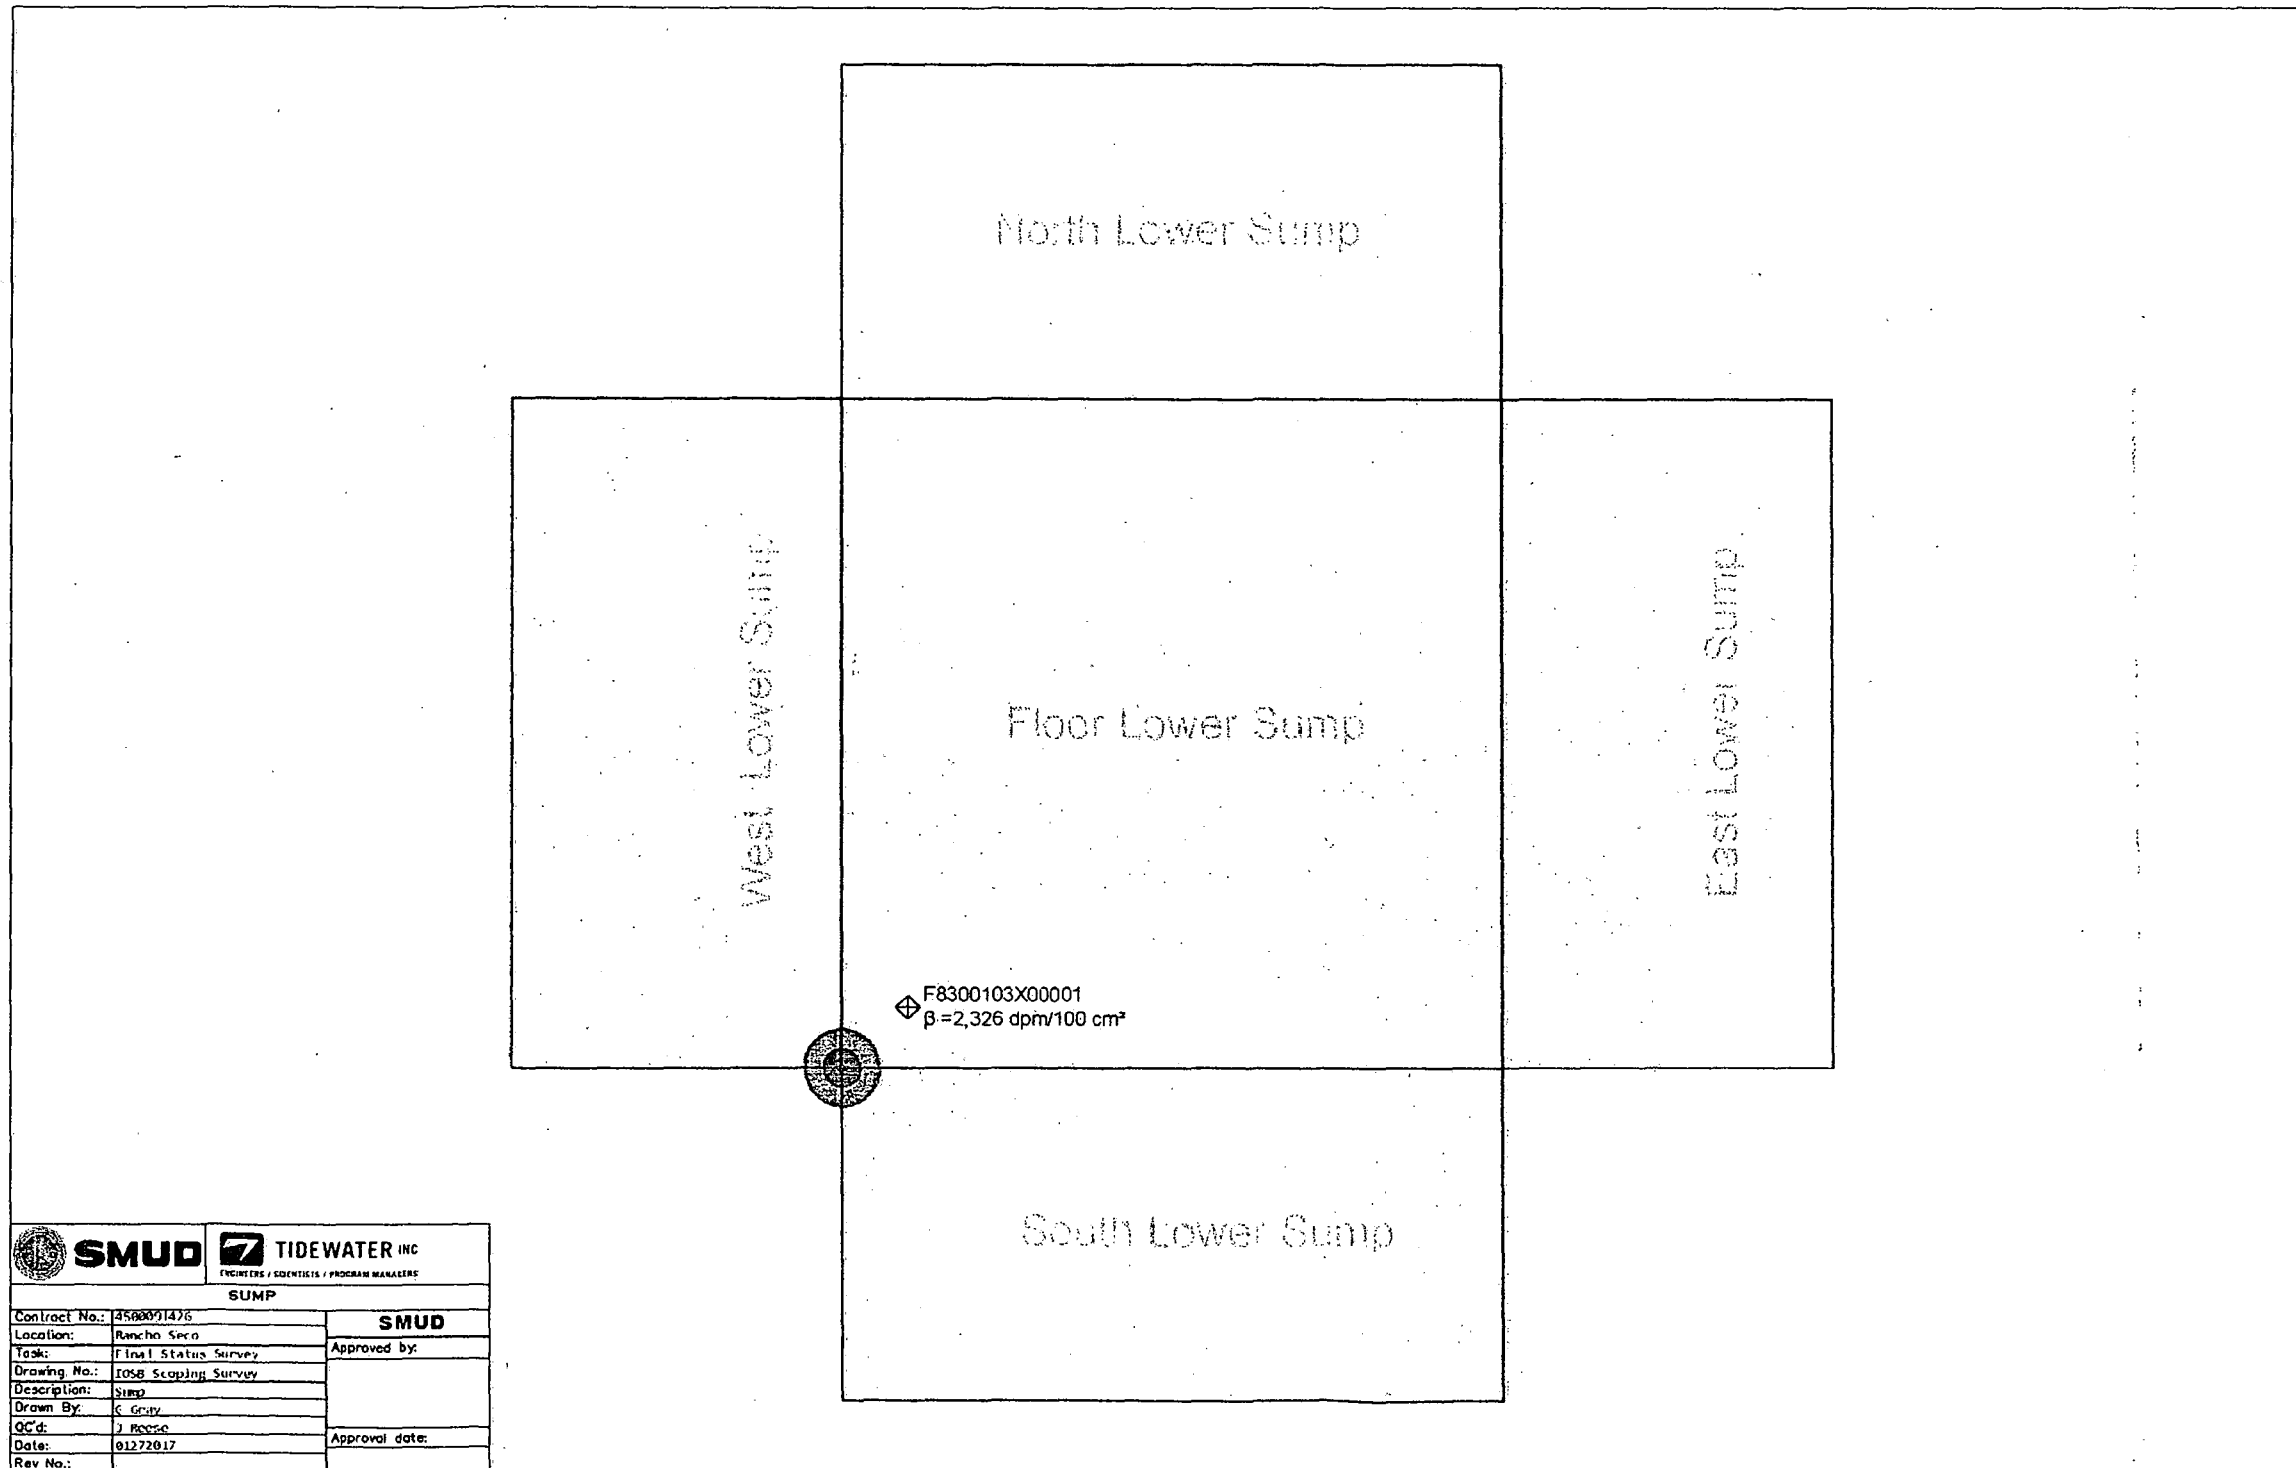 North Lower Sump
West Lower Sump
Floor Lower Sump
East Lower Sump
F8300103X00001
β =2,326 dpm/100 cm²
South Lower Sump
SMUD
TIDEWATER INC
ENGINEERS / SCIENTISTS / PROGRAM MANAGERS
SUMP
Contract No.: 4500091426
SMUD
Location: Rancho Seco
Approved by:
Task: Final Status Survey
Drawing No.: IOSB Scoping Survey
Description: Sump
Drawn By: Gray
QC'd: J Reese
Approval date:
Date: 01272017
Rev No.: